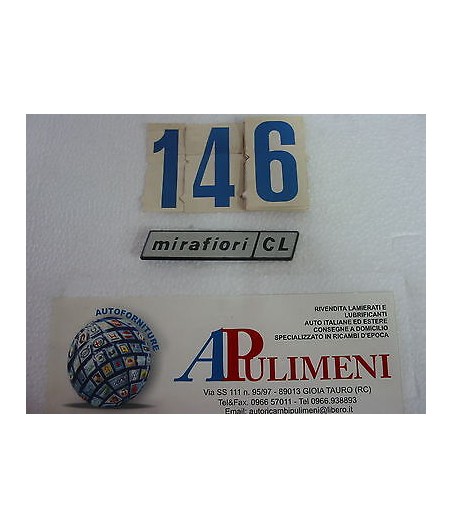 146
mirafiori CL
AUTOFORNITURE
RIVENDITA LAMIERATI E
LUBRIFICANTI
AUTO ITALIANE ED ESTERE
CONSEGHE A DOMICILIO
SPECIALIZZATO IN RICAMBI D'EPOCA
APULIMENI
Via SS 111 n. 95/97 - 89013 GIOIA TAURO (RC)
Tel&Fax. 0966 57011 - Tel 0966.938893
Email: autoricambipulimeni@libero.it